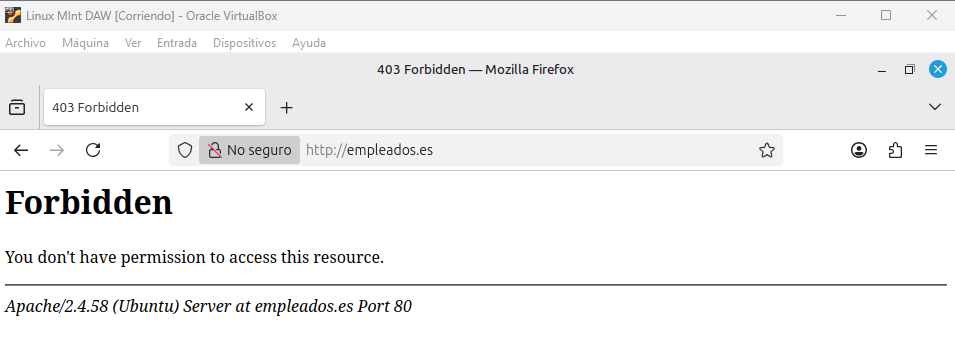 Linux MInt DAW [Corriendo] - Oracle VirtualBox
Archivo Máquina Ver Entrada Dispositivos Ayuda
403 Forbidden — Mozilla Firefox
403 Forbidden
No seguro http://empleados.es
Forbidden
You don't have permission to access this resource.
Apache/2.4.58 (Ubuntu) Server at empleados.es Port 80